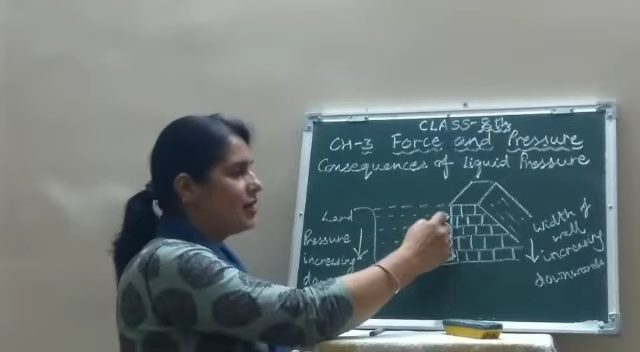 CLASS-8th
CH-3 Force and Pressure
Consequences of liquid Pressure
Pressure
increasing
width of
wall
increasing
downwards